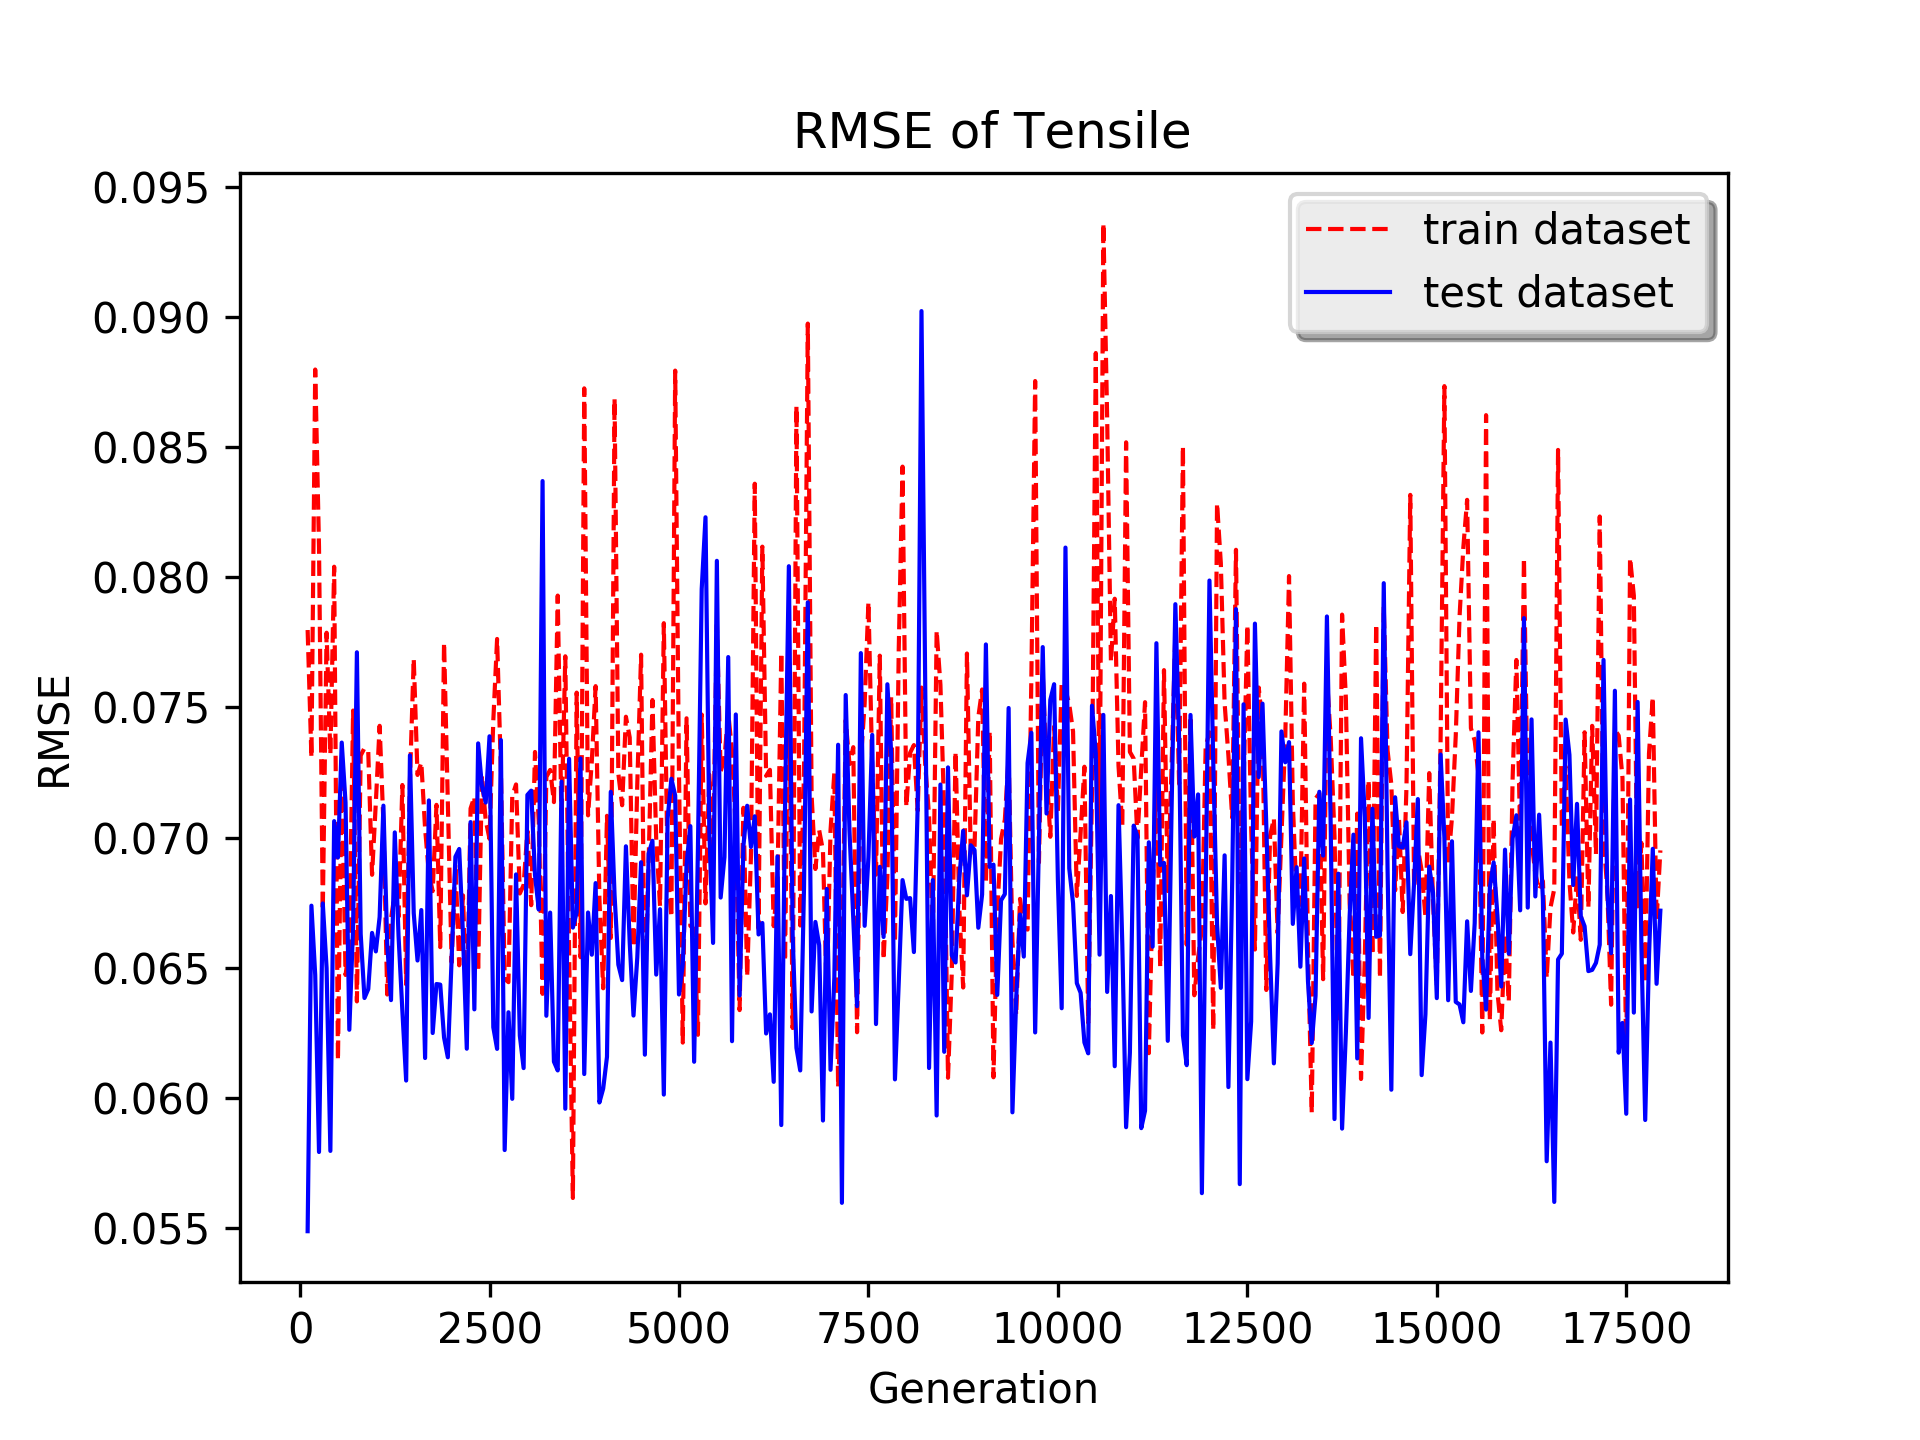 RMSE of Tensile
train dataset
test dataset
RMSE
0.095
0.090
0.085
0.080
0.075
0.070
0.065
0.060
0.055
0 2500 5000 7500 10000 12500 15000 17500
Generation